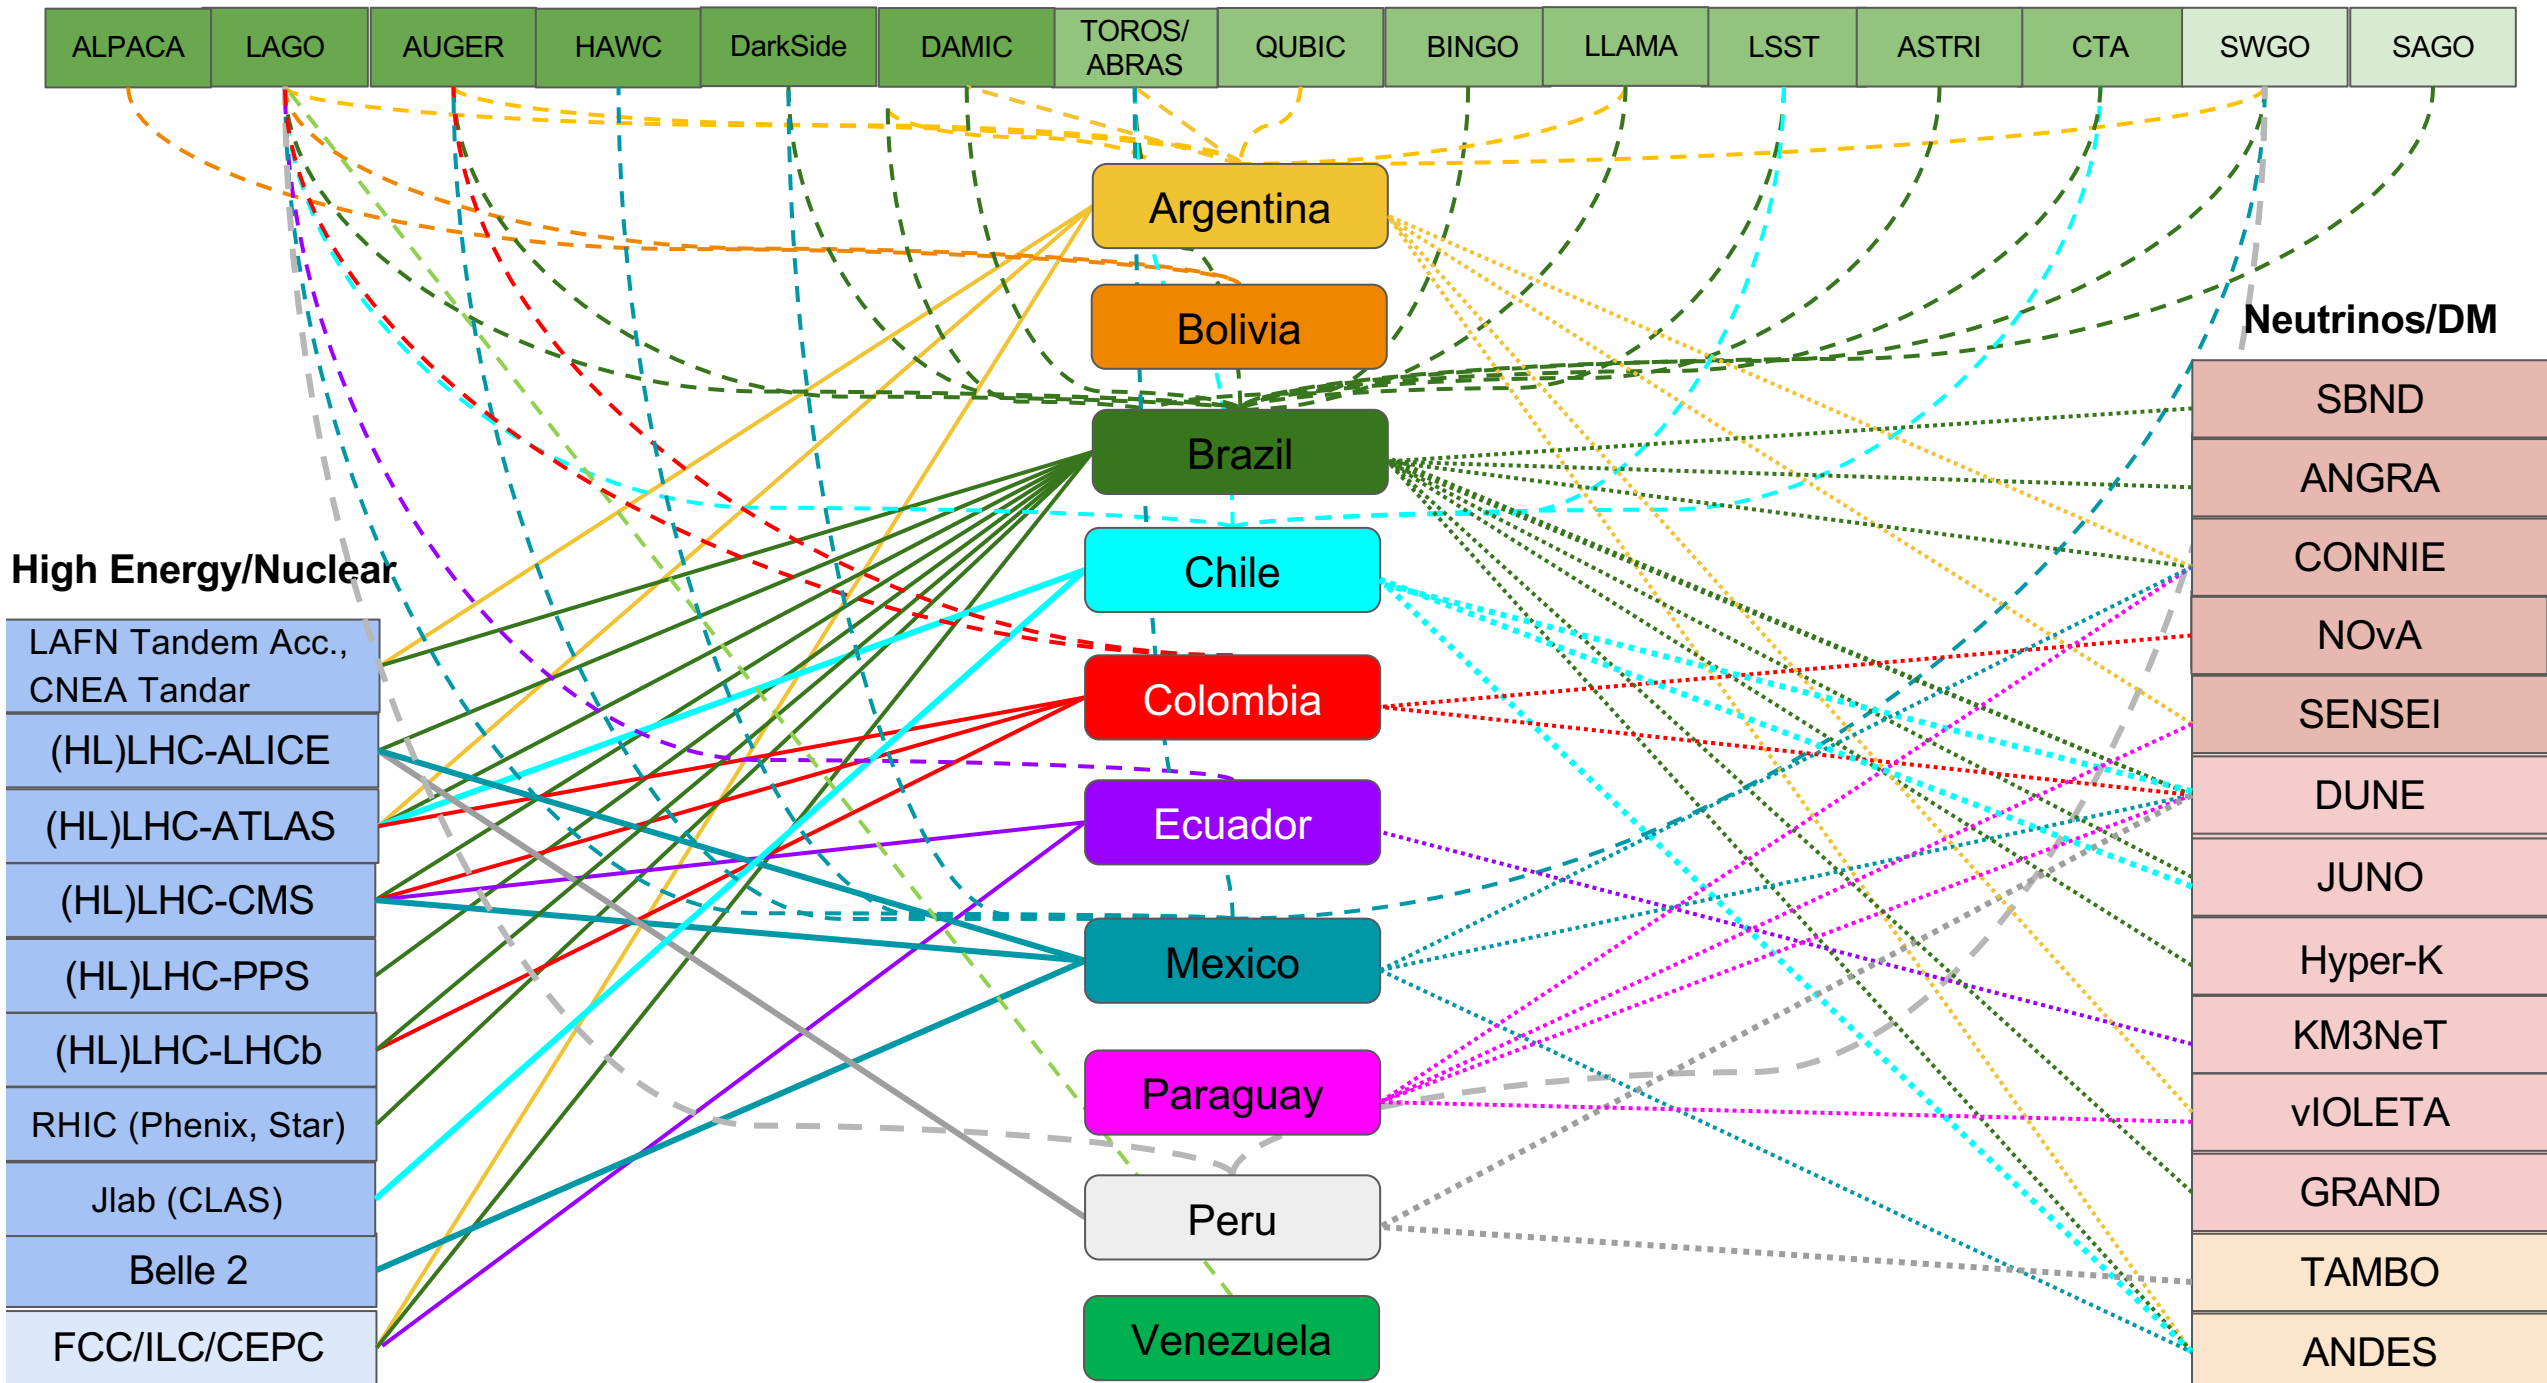 ALPACA
LAGO
AUGER
HAWC
DarkSide
DAMIC
TOROS/
ABRAS
QUBIC
BINGO
LLAMA
LSST
ASTRI
CTA
SWGO
SAGO
Argentina
Bolivia
Brazil
Chile
Colombia
Ecuador
Mexico
Paraguay
Peru
Venezuela
High Energy/Nuclear
LAFN Tandem Acc.,
CNEA Tandar
(HL)LHC-ALICE
(HL)LHC-ATLAS
(HL)LHC-CMS
(HL)LHC-PPS
(HL)LHC-LHCb
RHIC (Phenix, Star)
Jlab (CLAS)
Belle 2
FCC/ILC/CEPC
Neutrinos/DM
SBND
ANGRA
CONNIE
NOvA
SENSEI
DUNE
JUNO
Hyper-K
KM3NeT
vIOLETA
GRAND
TAMBO
ANDES